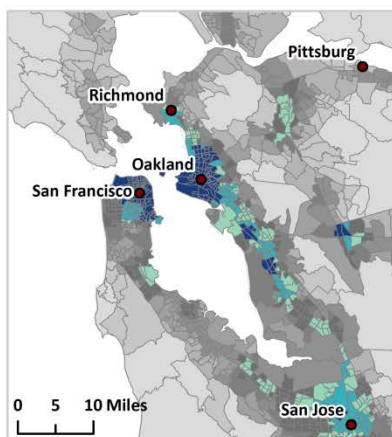 Pittsburg
Richmond
Oakland
San Francisco
San Jose
0 5 10 Miles